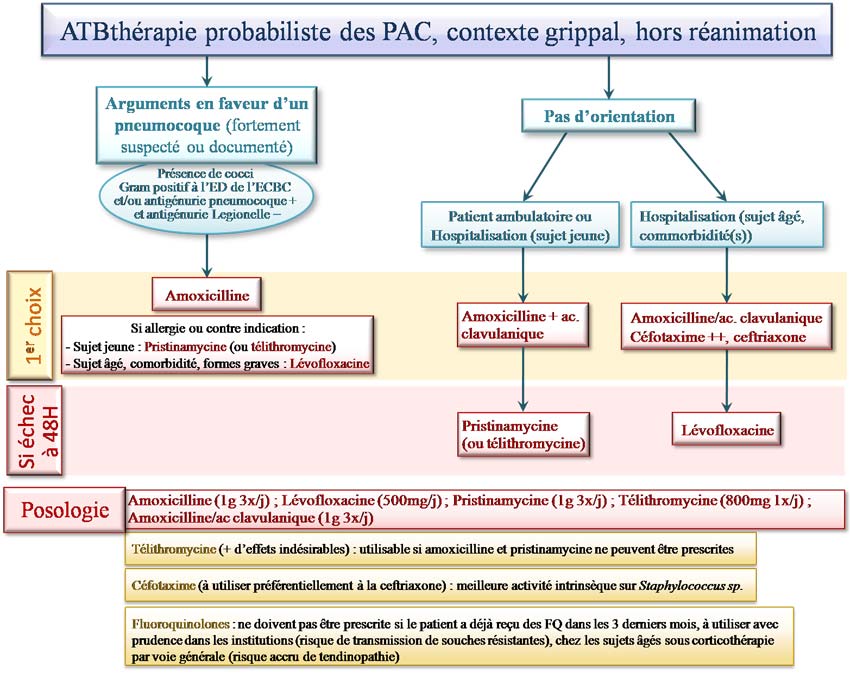 ATBthérapie probabiliste des PAC, contexte grippal, hors réanimation
Arguments en faveur d'un
pneumocoque (fortement
suspecté ou documenté)
Présence de cocci
Gram positif à l'ED de l'ECBC
et/ou antigénurie pneumocoque +
et antigénurie Legionelle –
Pas d'orientation
Patient ambulatoire ou
Hospitalisation (sujet jeune)
Hospitalisation (sujet âgé,
commorbidité(s))
1er choix
Amoxicilline
Si allergie ou contre indication :
- Sujet jeune : Pristinamycine (ou télithromycine)
- Sujet âgé, comorbidité, formes graves : Lévofloxacine
Amoxicilline + ac.
clavulanique
Amoxicilline/ac. clavulanique
Céfotaxime ++, ceftriaxone
Si échec
à 48H
Pristinamycine
(ou télithromycine)
Lévofloxacine
Posologie
Amoxicilline (1g 3x/j) ; Lévofloxacine (500mg/j) ; Pristinamycine (1g 3x/j) ; Télithromycine (800mg 1x/j) ;
Amoxicilline/ac clavulanique (1g 3x/j)
Télithromycine (+ d'effets indésirables) : utilisable si amoxicilline et pristinamycine ne peuvent être prescrites
Céfotaxime (à utiliser préférentiellement à la ceftriaxone) : meilleure activité intrinsèque sur Staphylococcus sp.
Fluoroquinolones : ne doivent pas être prescrite si le patient a déjà reçu des FQ dans les 3 derniers mois, à utiliser avec
prudence dans les institutions (risque de transmission de souches résistantes), chez les sujets âgés sous corticothérapie
par voie générale (risque accru de tendinopathie)